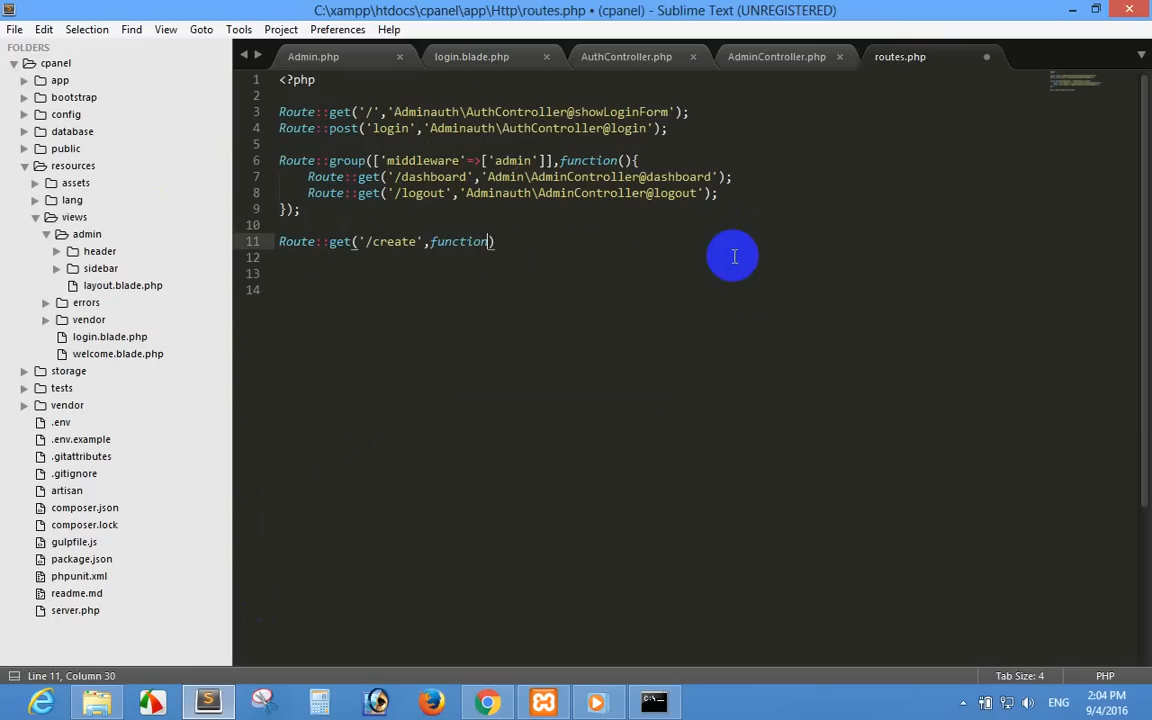 C:\xampp\htdocs\cpanel\app\Http\routes.php • (cpanel) - Sublime Text (UNREGISTERED)
File Edit Selection Find View Goto Tools Project Preferences Help
FOLDERS
cpanel
app
bootstrap
config
database
public
resources
assets
lang
views
admin
header
sidebar
layout.blade.php
errors
vendor
login.blade.php
welcome.blade.php
storage
tests
vendor
.env
.env.example
.gitattributes
.gitignore
artisan
composer.json
composer.lock
gulpfile.js
package.json
phpunit.xml
readme.md
server.php
Admin.php × login.blade.php × AuthController.php × AdminController.php × routes.php
1 <?php
2
3 Route::get('/','Adminauth\AuthController@showLoginForm');
4 Route::post('login','Adminauth\AuthController@login');
5
6 Route::group(['middleware'=>['admin']],function(){
7 Route::get('/dashboard','Admin\AdminController@dashboard');
8 Route::get('/logout','Adminauth\AdminController@logout');
9 });
10
11 Route::get('/create',function)
12
13
14
Line 11, Column 30
Tab Size: 4 PHP
ENG
2:04 PM
9/4/2016